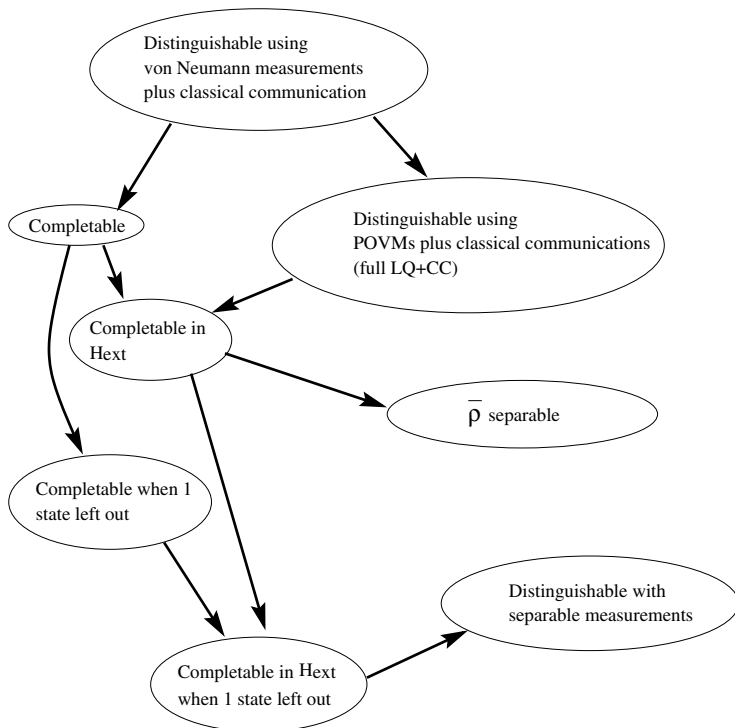 Distinguishable using
von Neumann measurements
plus classical communication
Completable
Distinguishable using
POVMs plus classical communications
(full LQ+CC)
Completable in
Hext
ρ̅ separable
Completable when 1
state left out
Distinguishable with
separable measurements
Completable in Hext
when 1 state left out